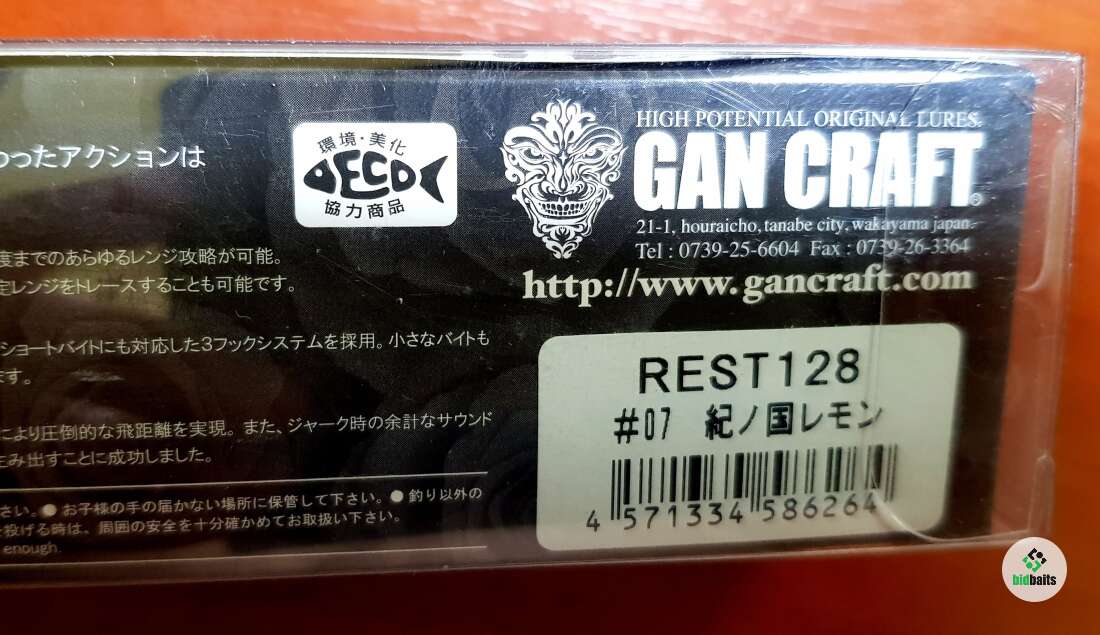 HIGH POTENTIAL ORIGINAL LURES.
GAN CRAFT®
21-1, houraicho, tanabe city, wakayama japan.
Tel : 0739-25-6604 Fax : 0739-26-3364
http://www.gancraft.com
環境・美化
ECO
協力商品
わったアクションは
度までのあらゆるレンジ攻略が可能。
定レンジをトレースすることも可能です。
ショートバイトにも対応した3フックシステムを採用。小さなバイトも
ます。
により圧倒的な飛距離を実現。また、ジャーク時の余計なサウンド
生み出すことに成功しました。
さい。●お子様の手の届かない場所に保管して下さい。●釣り以外の
投げる時は、周囲の安全を十分確かめてお取扱い下さい。
enough.
REST128
#07 紀ノ国レモン
4 571334 586264
bidbaits